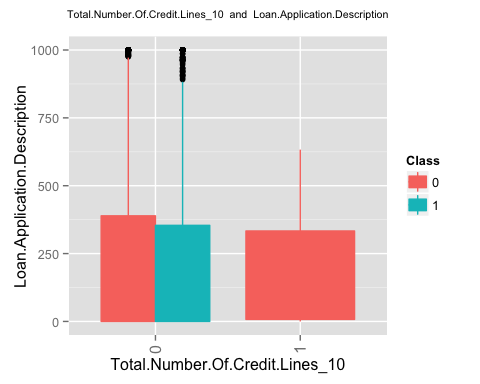 Total.Number.Of.Credit.Lines_10 and Loan.Application.Description
1000
750
500
250
0
Loan.Application.Description
0
1
Total.Number.Of.Credit.Lines_10
Class
0
1